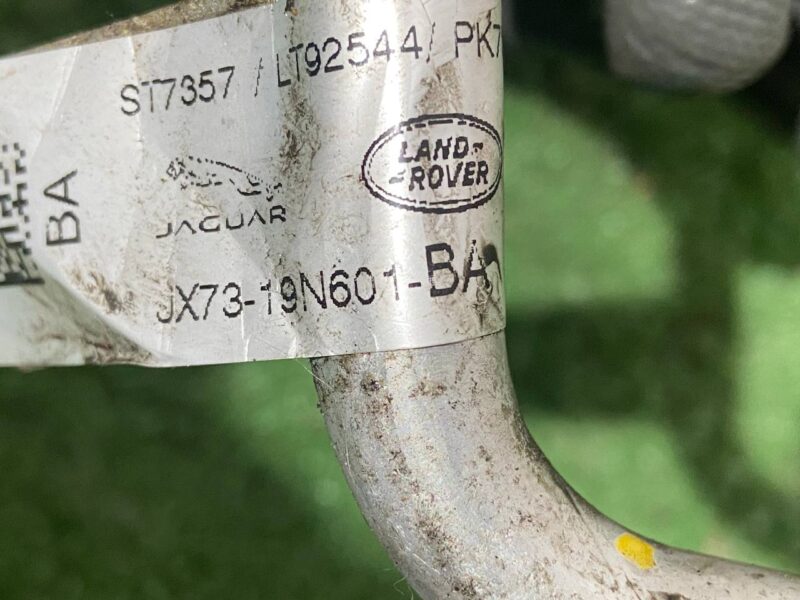 ST7357 / LT92544/ PK7
BA
LAND-
-ROVER
JAGUAR
JX73-19N601-BA